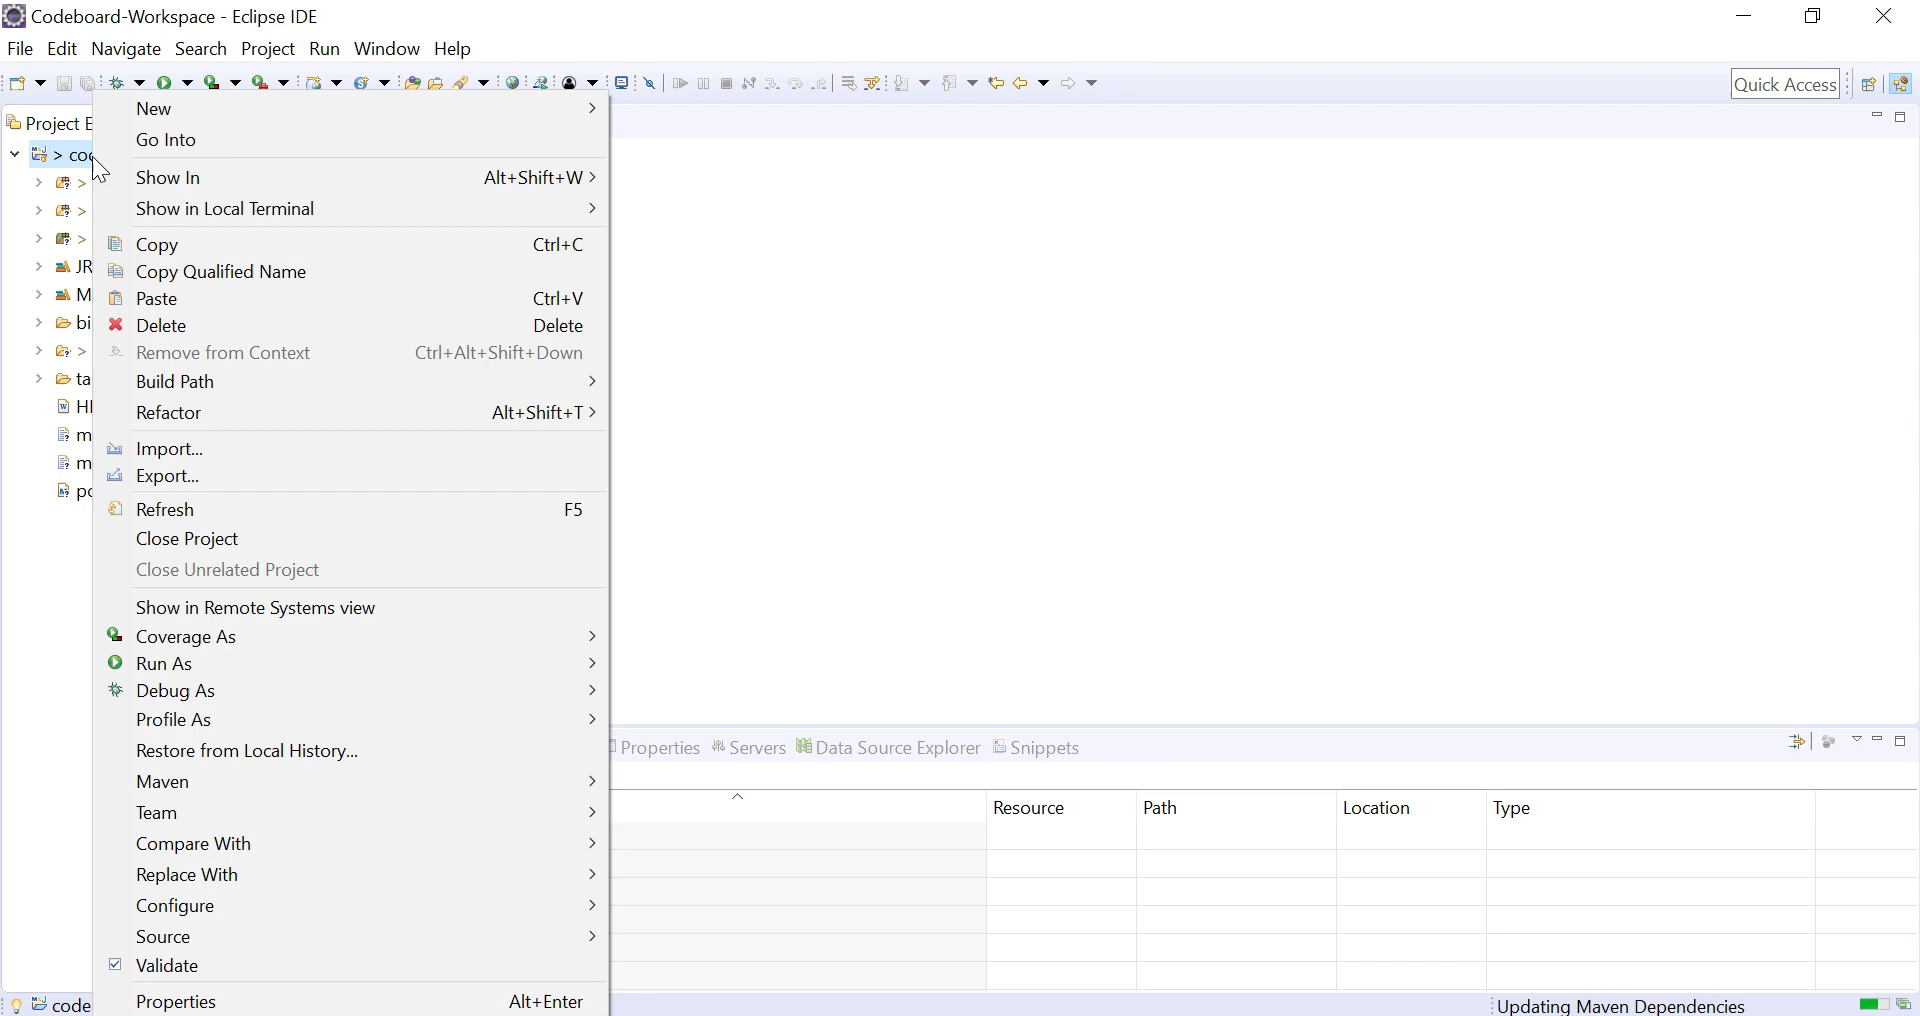 Codeboard-Workspace - Eclipse IDE
File Edit Navigate Search Project Run Window Help
Quick Access
Project E
> cod
>
>
>
JR
M
bi
>
ta
m
m
New
Go Into
Show In Alt+Shift+W
Show in Local Terminal
Copy Ctrl+C
Copy Qualified Name
Paste Ctrl+V
Delete Delete
Remove from Context Ctrl+Alt+Shift+Down
Build Path
Refactor Alt+Shift+T
Import...
Export...
Refresh F5
Close Project
Close Unrelated Project
Show in Remote Systems view
Coverage As
Run As
Debug As
Profile As
Restore from Local History...
Maven
Team
Compare With
Replace With
Configure
Source
Validate
Properties Alt+Enter
Properties Servers Data Source Explorer Snippets
Resource Path Location Type
code
Updating Maven Dependencies